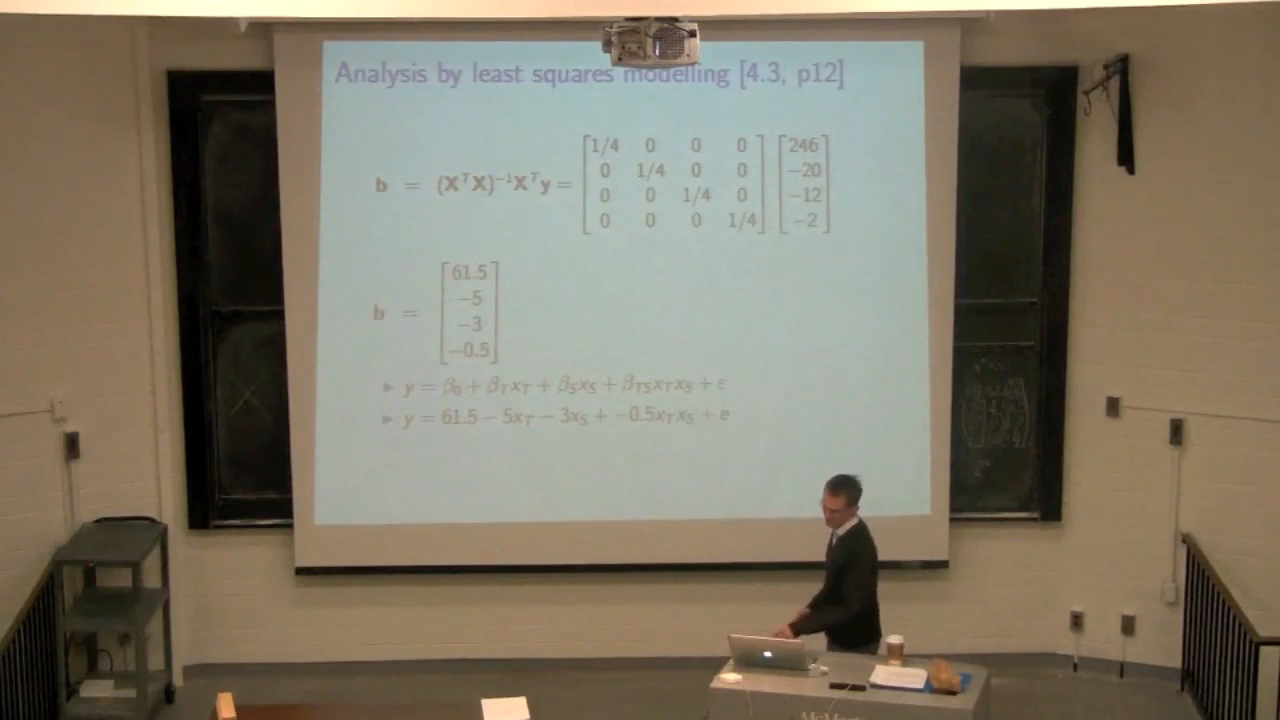 Analysis by least squares modelling [4.3, p12]
b = (XᵀX)⁻¹Xᵀy = [1/4 0 0 0; 0 1/4 0 0; 0 0 1/4 0; 0 0 0 1/4] [246; −20; −12; −2]
b = [61.5; −5; −3; −0.5]
► y = β₀ + β_T x_T + β_S x_S + β_TS x_T x_S + ε
► y = 61.5 − 5x_T − 3x_S + −0.5x_T x_S + e